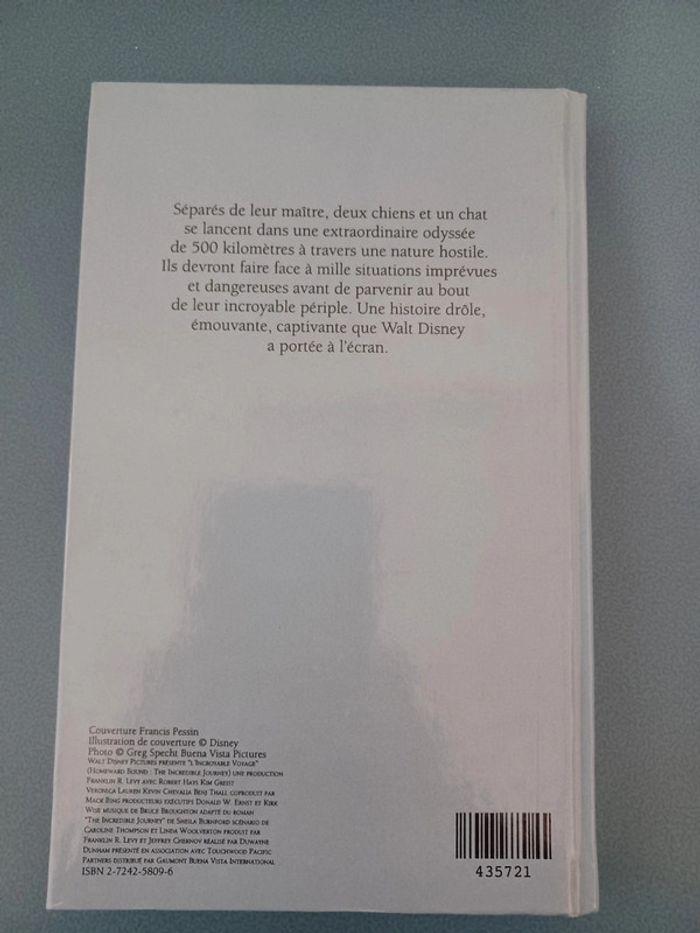 Séparés de leur maître, deux chiens et un chat
se lancent dans une extraordinaire odyssée
de 500 kilomètres à travers une nature hostile.
Ils devront faire face à mille situations imprévues
et dangereuses avant de parvenir au bout
de leur incroyable périple. Une histoire drôle,
émouvante, captivante que Walt Disney
a portée à l'écran.
Couverture Francis Pessin
Illustration de couverture © Disney
Photo © Greg Specht Buena Vista Pictures
WALT DISNEY PICTURES PRÉSENTE "L'INCROYABLE VOYAGE"
(HOMEWARD BOUND : THE INCREDIBLE JOURNEY) UNE PRODUCTION
FRANKLIN R. LEVY AVEC ROBERT HAYS KIM GREIST
VERONICA LAUREN KEVIN CHEVALIA BENJ THALL COPRODUIT PAR
MACK BING PRODUCTEURS EXÉCUTIFS DONALD W. ERNST ET KIRK
WISE MUSIQUE DE BRUCE BROUGHTON ADAPTÉ DU ROMAN
"THE INCREDIBLE JOURNEY" DE SHEILA BURNFORD SCÉNARIO DE
CAROLINE THOMPSON ET LINDA WOOLVERTON PRODUIT PAR
FRANKLIN R. LEVY ET JEFFREY CHERNOV RÉALISÉ PAR DUWAYNE
DUNHAM PRÉSENTÉ EN ASSOCIATION AVEC TOUCHWOOD PACIFIC
PARTNERS DISTRIBUÉ PAR GAUMONT BUENA VISTA INTERNATIONAL
ISBN 2-7242-5809-6
435721